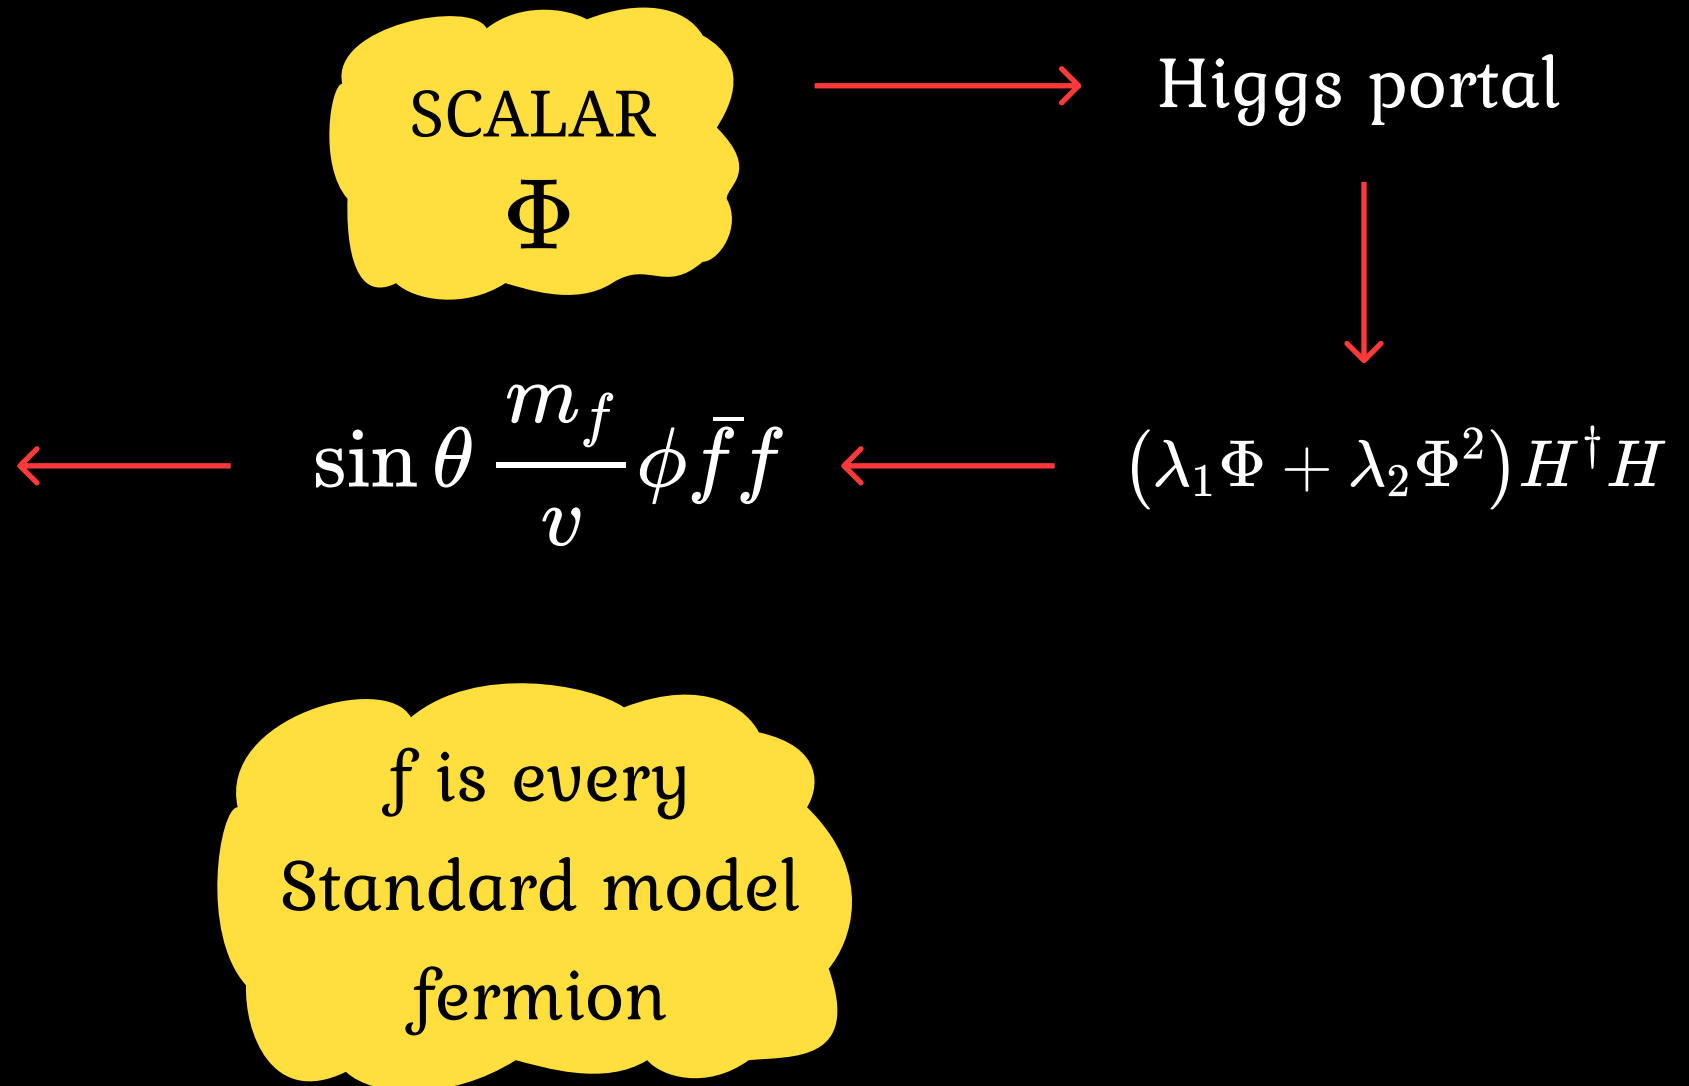 SCALAR
Φ
Higgs portal
sin θ m_f / v ϕ f̄ f
(λ₁Φ + λ₂Φ²) H†H
f is every
Standard model
fermion